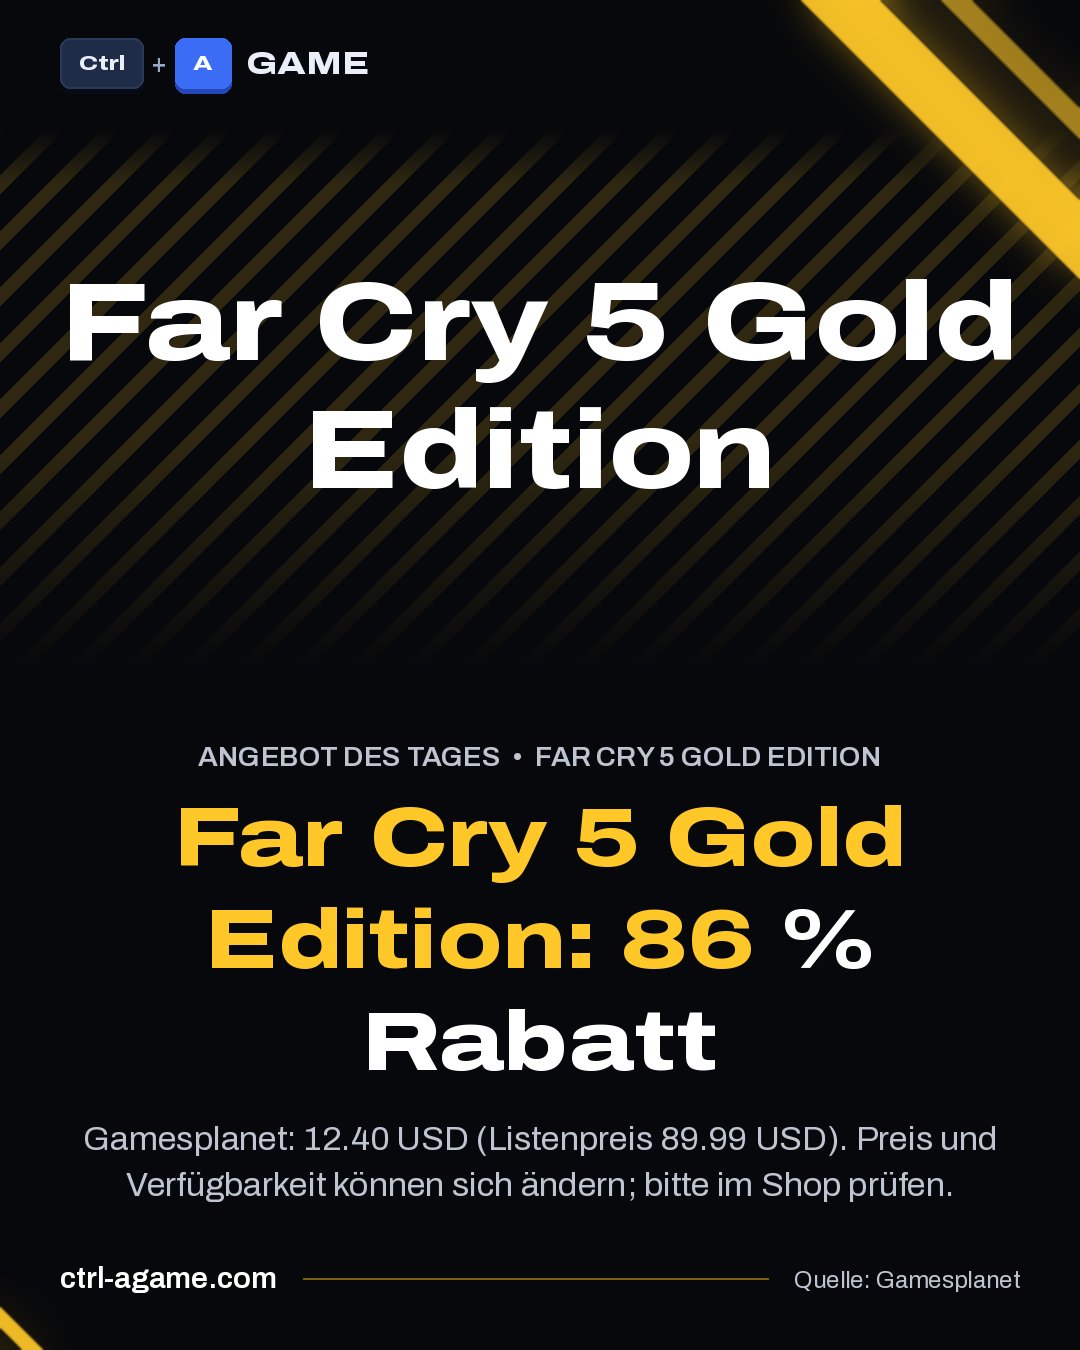 Ctrl + A GAME
Far Cry 5 Gold
Edition
ANGEBOT DES TAGES • FAR CRY 5 GOLD EDITION
Far Cry 5 Gold
Edition: 86 %
Rabatt
Gamesplanet: 12.40 USD (Listenpreis 89.99 USD). Preis und
Verfügbarkeit können sich ändern; bitte im Shop prüfen.
ctrl-agame.com
Quelle: Gamesplanet